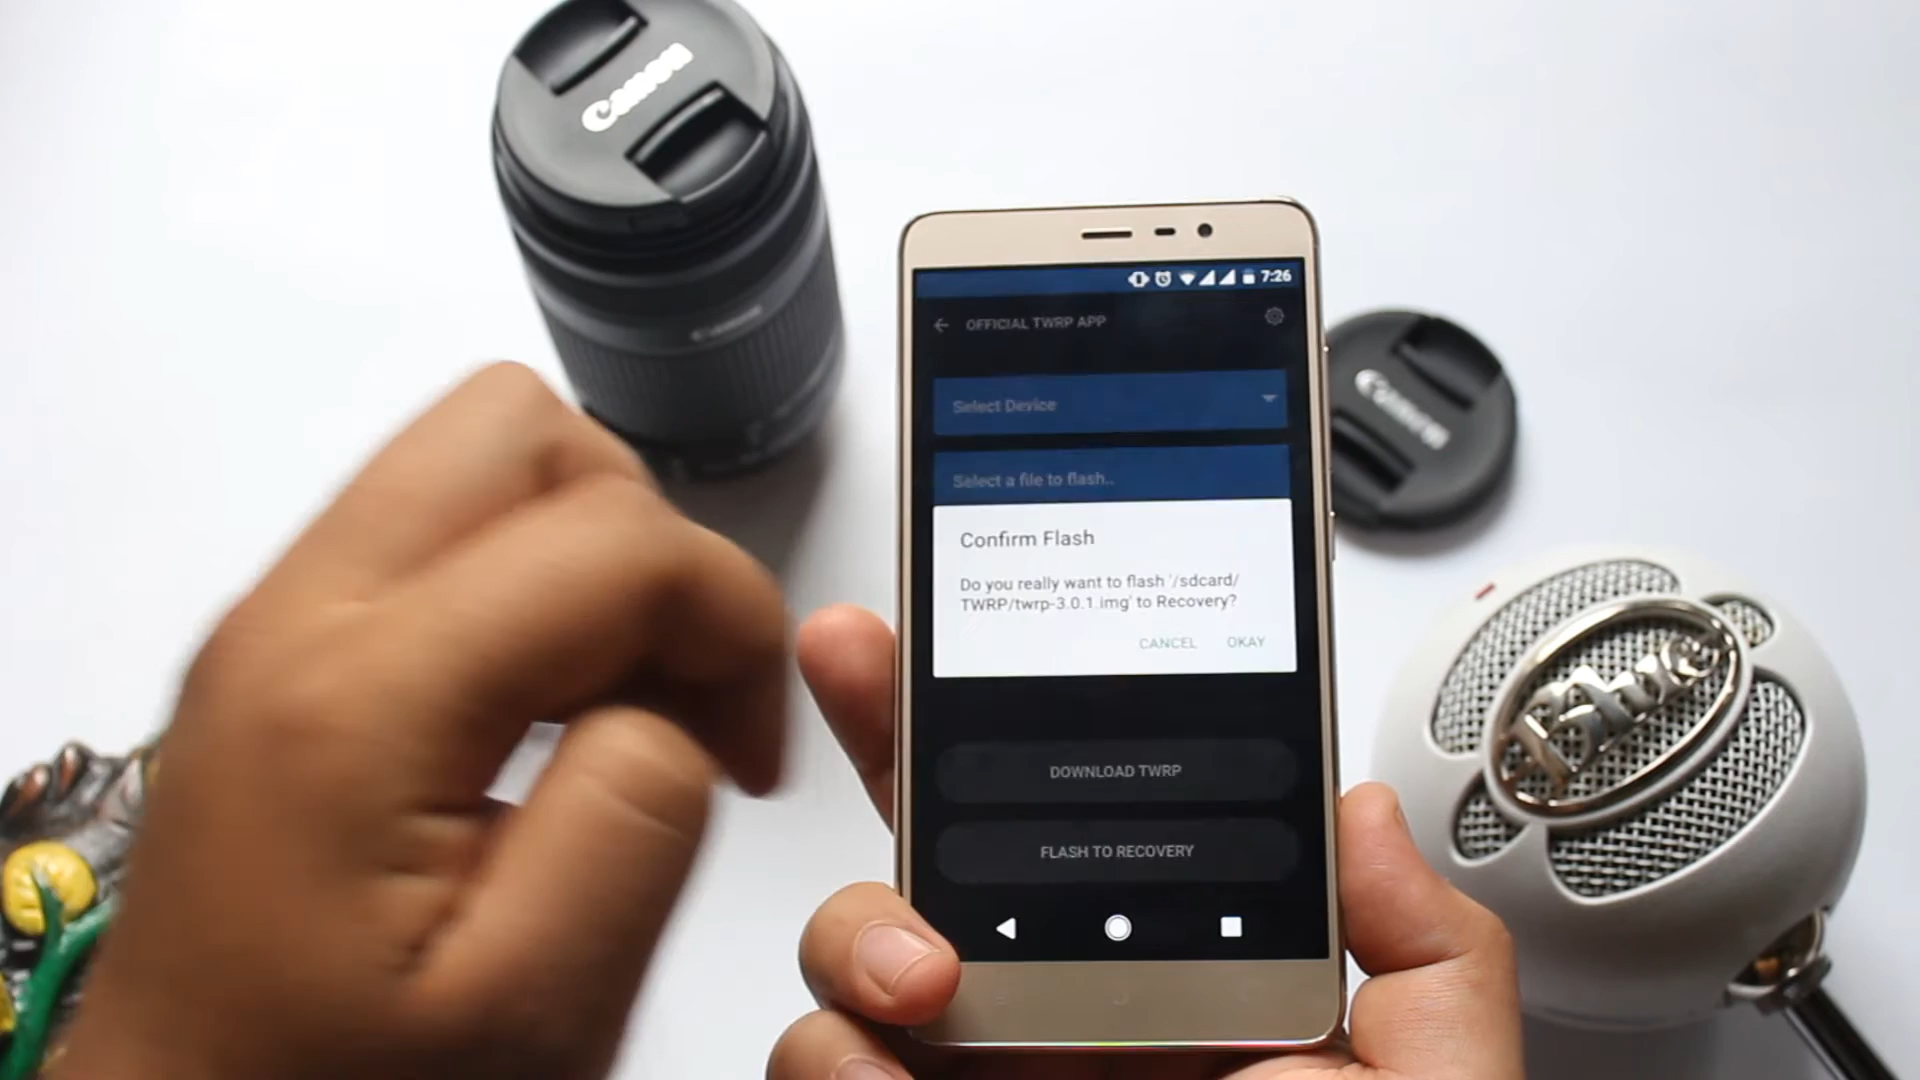 Canon
Canon
7:26
OFFICIAL TWRP APP
Canon
Select Device
Select a file to flash..
Confirm Flash
Do you really want to flash '/sdcard/
TWRP/twrp-3.0.1.img' to Recovery?
CANCEL OKAY
Blue
DOWNLOAD TWRP
FLASH TO RECOVERY